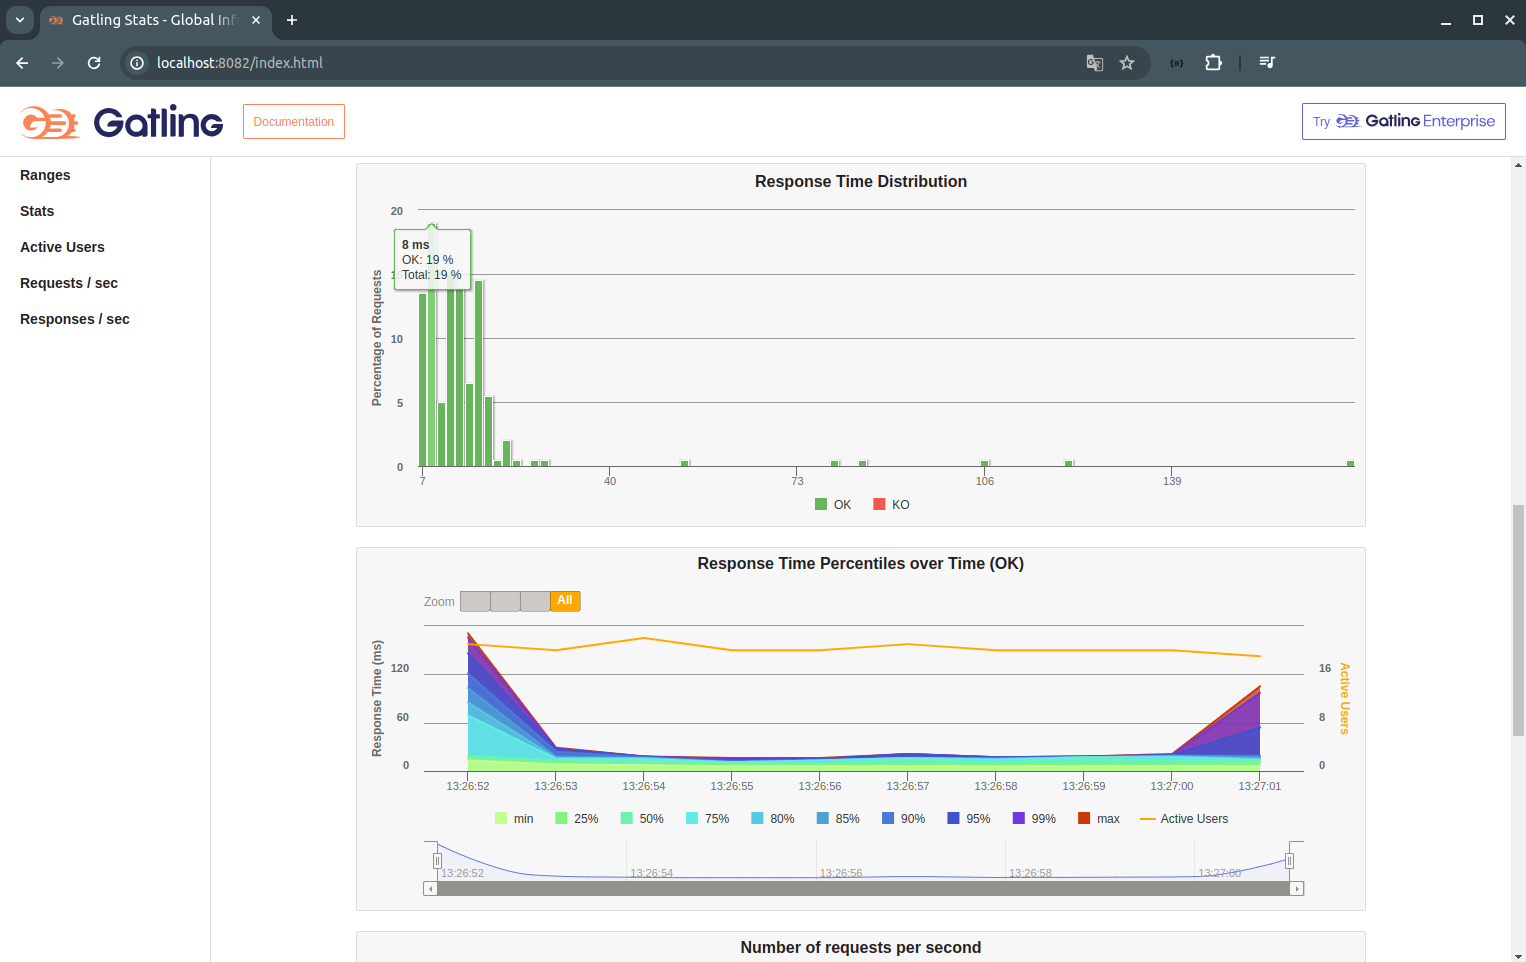 Gatling Stats - Global Inf
localhost:8082/index.html
Gatling
Documentation
Try Gatling Enterprise
Ranges
Stats
Active Users
Requests / sec
Responses / sec
Response Time Distribution
Percentage of Requests
20
10
5
0
8 ms
OK: 19 %
Total: 19 %
7 40 73 106 139
OK KO
Response Time Percentiles over Time (OK)
Zoom All
Response Time (ms)
120
60
0
16
8
0
Active Users
13:26:52 13:26:53 13:26:54 13:26:55 13:26:56 13:26:57 13:26:58 13:26:59 13:27:00 13:27:01
min 25% 50% 75% 80% 85% 90% 95% 99% max Active Users
13:26:52 13:26:54 13:26:56 13:26:58 13:27:00
Number of requests per second